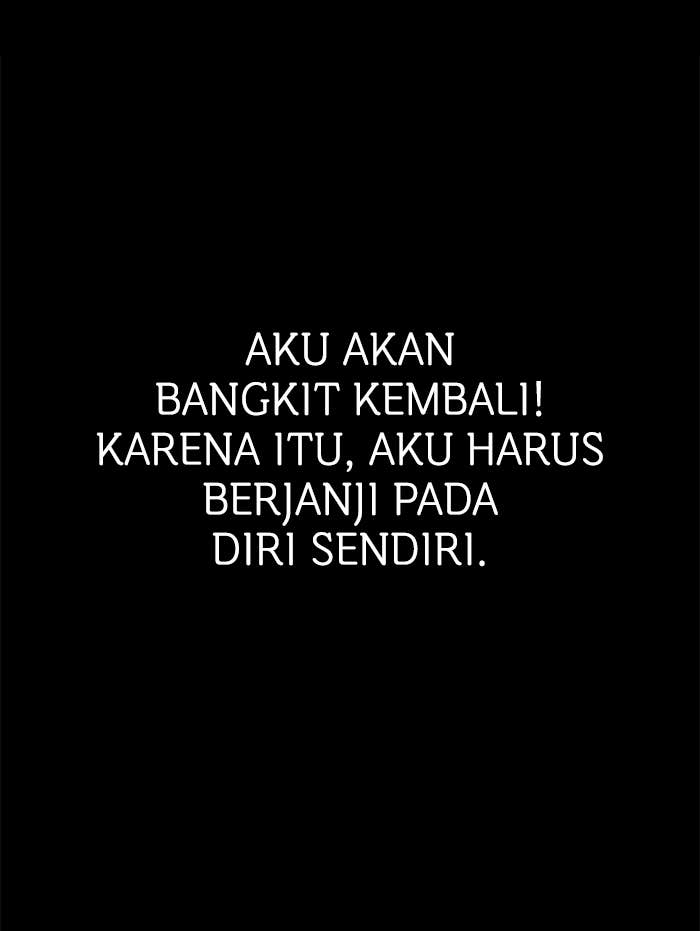 AKU AKAN
BANGKIT KEMBALI!
KARENA ITU, AKU HARUS
BERJANJI PADA
DIRI SENDIRI.